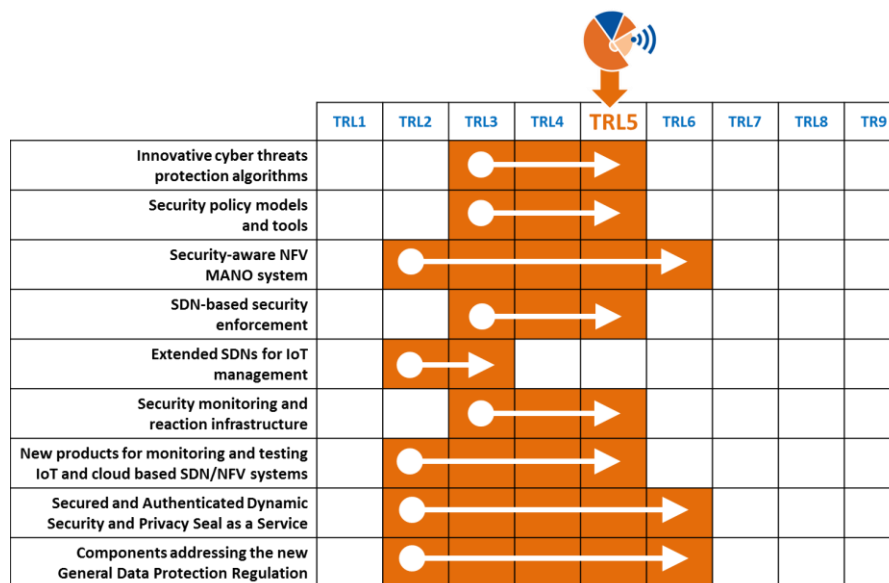 TRL1 TRL2 TRL3 TRL4 TRL5 TRL6 TRL7 TRL8 TR9
Innovative cyber threats
protection algorithms
Security policy models
and tools
Security-aware NFV
MANO system
SDN-based security
enforcement
Extended SDNs for IoT
management
Security monitoring and
reaction infrastructure
New products for monitoring and testing
IoT and cloud based SDN/NFV systems
Secured and Authenticated Dynamic
Security and Privacy Seal as a Service
Components addressing the new
General Data Protection Regulation